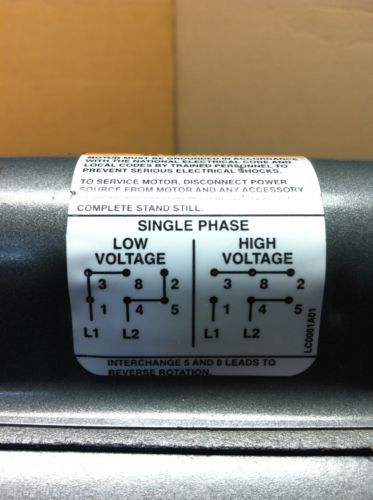 MOTOR MUST BE GROUNDED IN ACCORDANCE
WITH THE NATIONAL ELECTRICAL CODE AND
LOCAL CODES BY TRAINED PERSONNEL TO
PREVENT SERIOUS ELECTRICAL SHOCKS.
TO SERVICE MOTOR, DISCONNECT POWER
SOURCE FROM MOTOR AND ANY ACCESSORY
COMPLETE STAND STILL.
SINGLE PHASE
LOW VOLTAGE
3 8 2
1 4 5
L1 L2
HIGH VOLTAGE
3 8 2
1 4 5
L1 L2
LC0001A01
INTERCHANGE 5 AND 8 LEADS TO
REVERSE ROTATION.